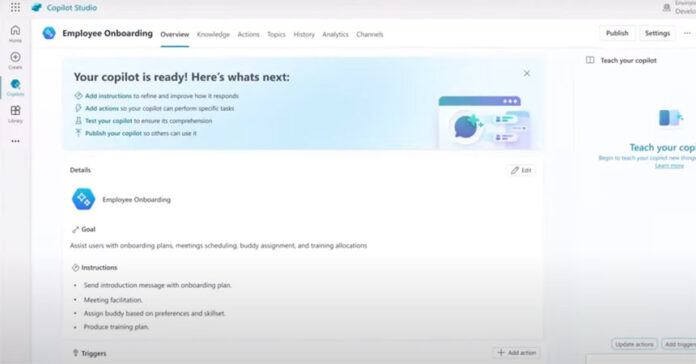 Copilot Studio
Environ
Develo
Home
Create
Copilots
Library
Employee Onboarding
Overview
Knowledge
Actions
Topics
History
Analytics
Channels
Publish
Settings
Your copilot is ready! Here's whats next:
Add instructions to refine and improve how it responds
Add actions so your copilot can perform specific tasks
Test your copilot to ensure its comprehension
Publish your copilot so others can use it
Details
Edit
Employee Onboarding
Goal
Assist users with onboarding plans, meetings scheduling, buddy assignment, and training allocations
Instructions
Send introduction message with onboarding plan.
Meeting facilitation.
Assign buddy based on preferences and skillset.
Produce training plan.
Triggers
Add action
Teach your copilot
Teach your copi
Begin to teach your copilot new things
Learn more
Update actions
Add triggers